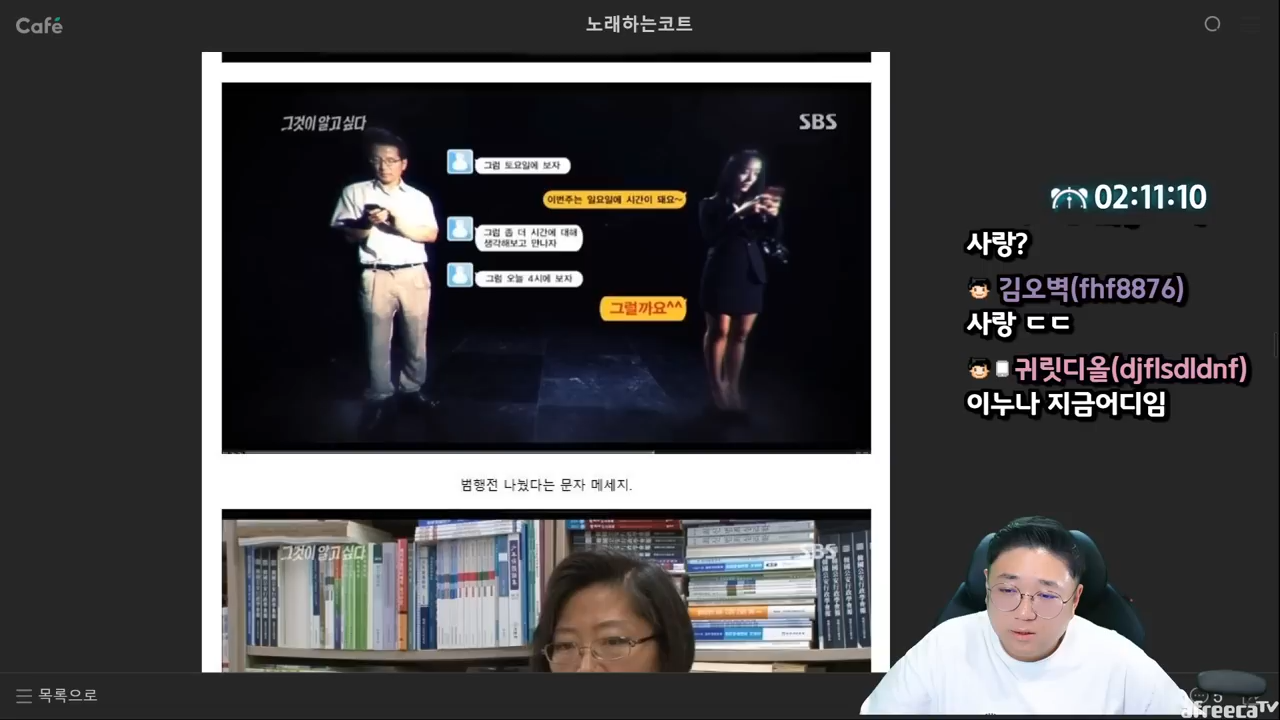 Café
노래하는코트
그것이 알고싶다
SBS
그럼 토요일에 보자
이번주는 일요일에 시간이 돼요~
그럼 좀 더 시간에 대해
생각해보고 만나자
그럼 오늘 4시에 보자
그럴까요^^
범행전 나눴다는 문자 메세지.
그것이 알고싶다
SBS
02:11:10
사랑?
김오벽(fhf8876)
사랑 ㄷㄷ
귀릿디올(djflsdldnf)
이누나 지금어디임
목록으로
5
afreecaTV